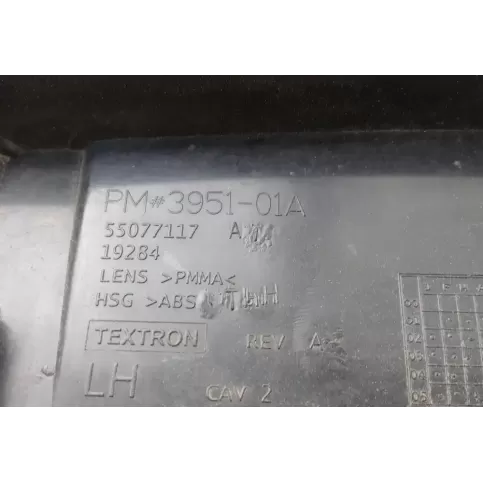 PM#3951-01A
55077117 A
19284
LENS >PMMA<
HSG >ABS
TEXTRON REV A
LH CAV 2